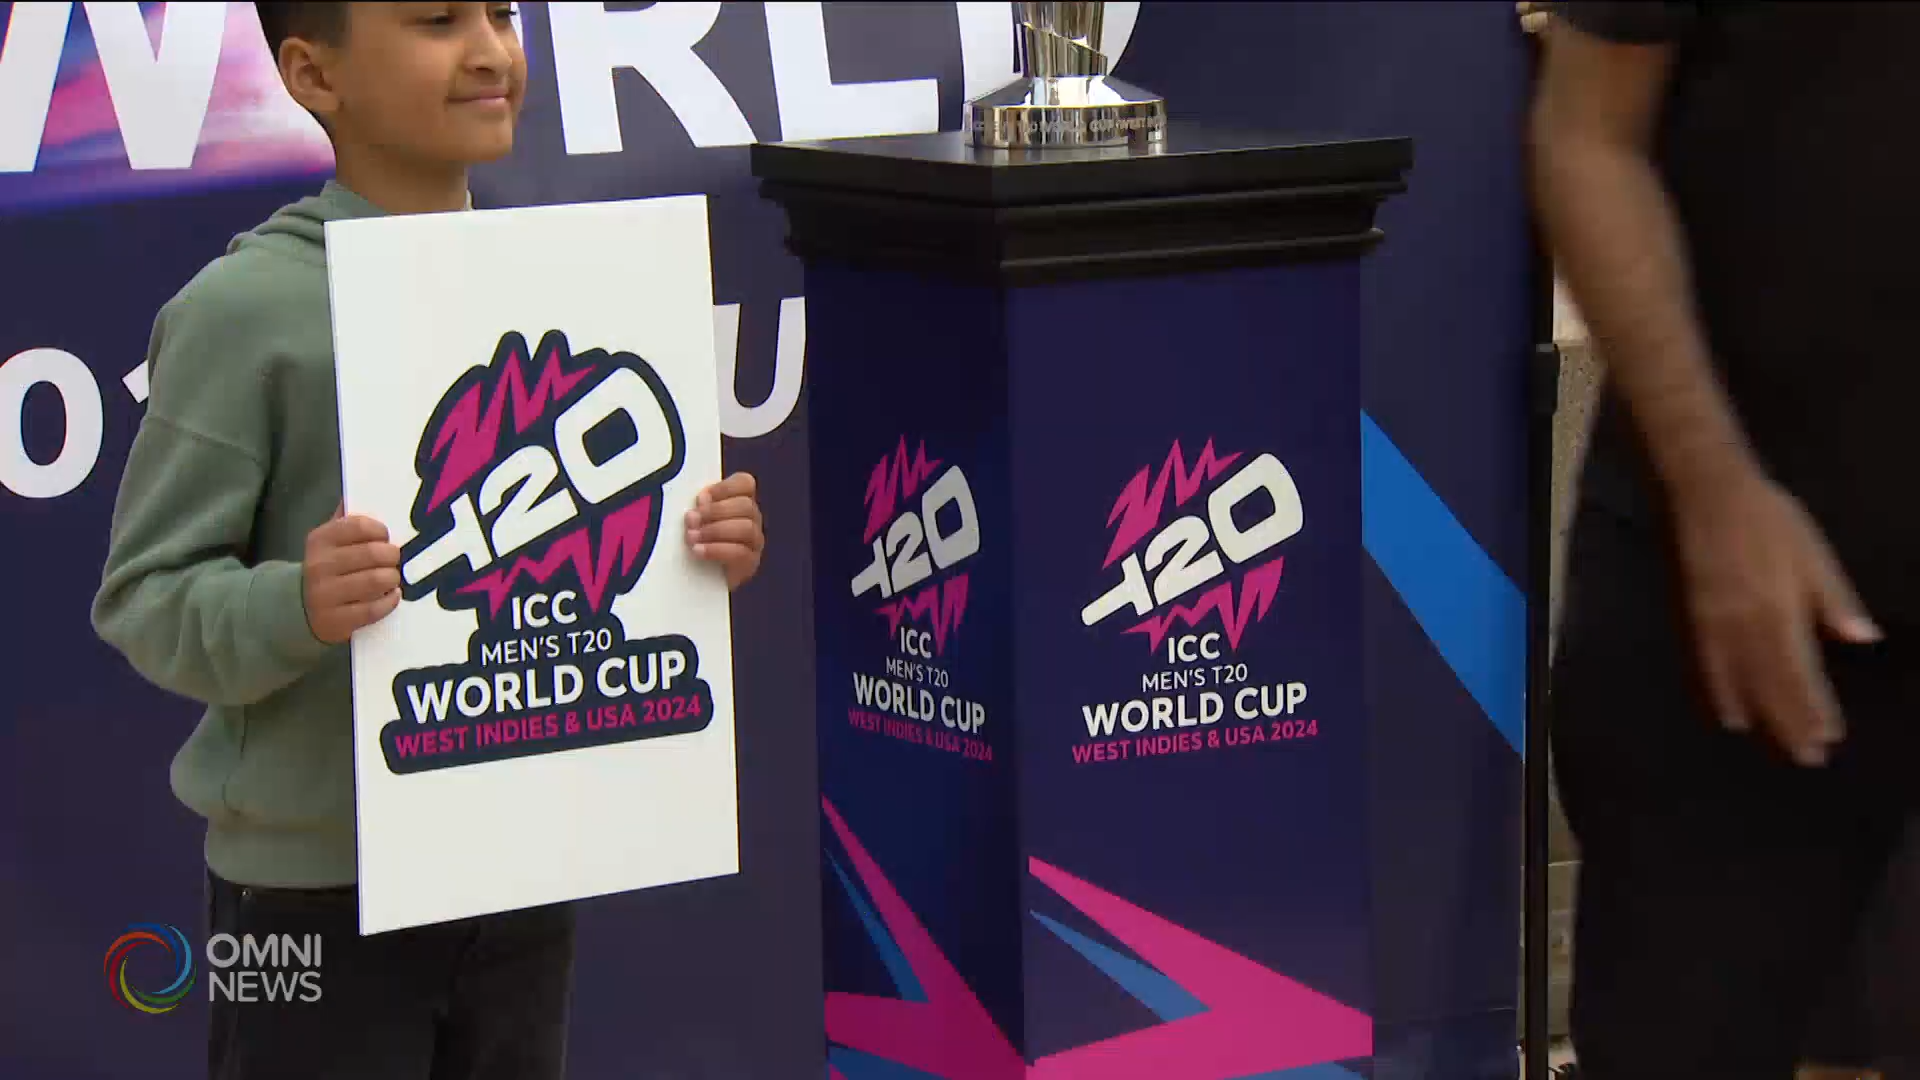 WORLD
T20
ICC
MEN'S T20
WORLD CUP
WEST INDIES & USA 2024
T20
ICC
MEN'S T20
WORLD CUP
WEST INDIES & USA 2024
T20
ICC
MEN'S T20
WORLD CUP
WEST INDIES & USA 2024
OMNI
NEWS